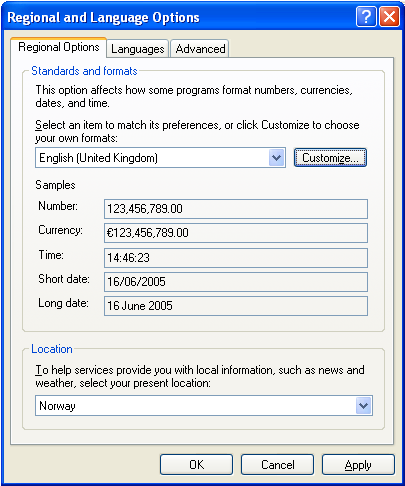 Regional and Language Options
Regional Options
Languages
Advanced
Standards and formats
This option affects how some programs format numbers, currencies,
dates, and time.
Select an item to match its preferences, or click Customize to choose
your own formats:
English (United Kingdom)
Customize...
Samples
Number: 123,456,789.00
Currency: €123,456,789.00
Time: 14:46:23
Short date: 16/06/2005
Long date: 16 June 2005
Location
To help services provide you with local information, such as news and
weather, select your present location:
Norway
OK Cancel Apply